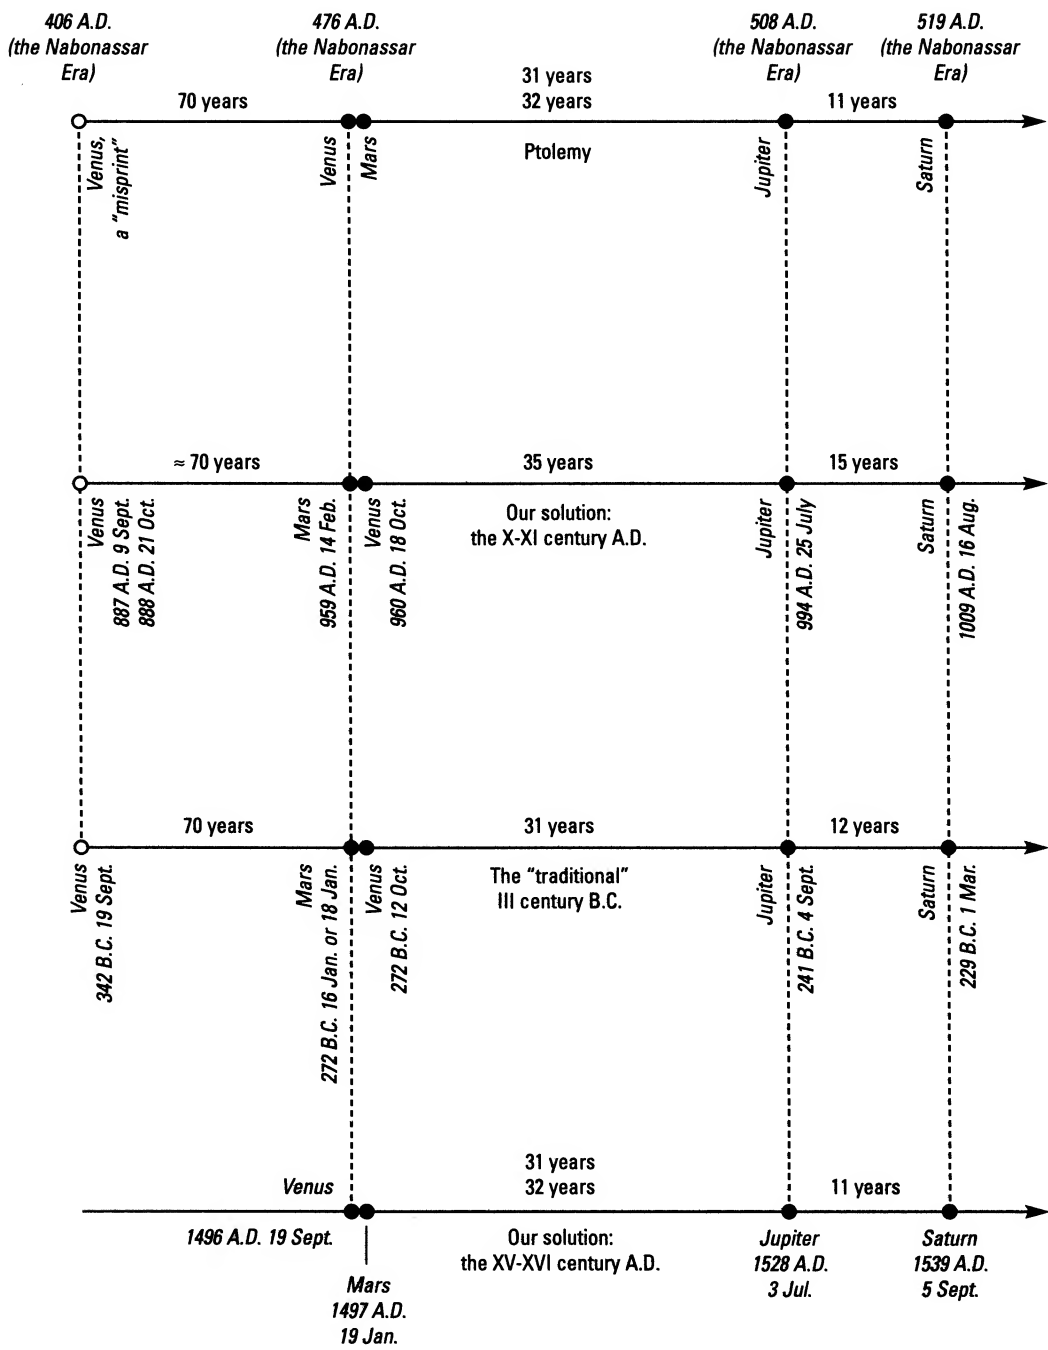 406 A.D.
(the Nabonassar
Era)
476 A.D.
(the Nabonassar
Era)
508 A.D.
(the Nabonassar
Era)
519 A.D.
(the Nabonassar
Era)
70 years
31 years
32 years
11 years
Venus,
a "misprint"
Venus
Mars
Ptolemy
Jupiter
Saturn
≈ 70 years
35 years
15 years
Venus
887 A.D. 9 Sept.
888 A.D. 21 Oct.
Mars
959 A.D. 14 Feb.
Venus
960 A.D. 18 Oct.
Our solution:
the X-XI century A.D.
Jupiter
994 A.D. 25 July
Saturn
1009 A.D. 16 Aug.
70 years
31 years
12 years
Venus
342 B.C. 19 Sept.
Mars
272 B.C. 16 Jan. or 18 Jan.
Venus
272 B.C. 12 Oct.
The "traditional"
III century B.C.
Jupiter
241 B.C. 4 Sept.
Saturn
229 B.C. 1 Mar.
Venus
31 years
32 years
11 years
1496 A.D. 19 Sept.
Mars
1497 A.D.
19 Jan.
Our solution:
the XV-XVI century A.D.
Jupiter
1528 A.D.
3 Jul.
Saturn
1539 A.D.
5 Sept.